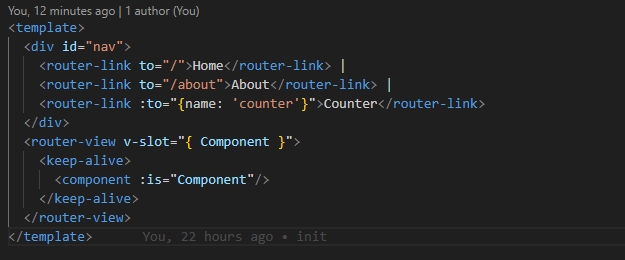 You, 12 minutes ago | 1 author (You)
<template>
  <div id="nav">
    <router-link to="/">Home</router-link> |
    <router-link to="/about">About</router-link> |
    <router-link :to="{name: 'counter'}">Counter</router-link>
  </div>
  <router-view v-slot="{ Component }">
    <keep-alive>
      <component :is="Component"/>
    </keep-alive>
  </router-view>
</template>      You, 22 hours ago • init